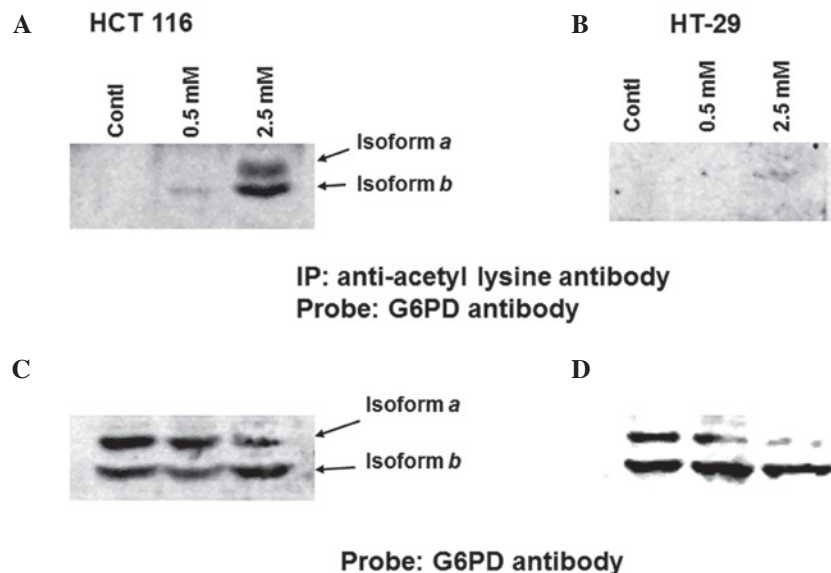 A
HCT 116
B
HT-29
Contl
0.5 mM
2.5 mM
Isoform a
Isoform b
Contl
0.5 mM
2.5 mM
IP: anti-acetyl lysine antibody
Probe: G6PD antibody
C
D
Isoform a
Isoform b
Probe: G6PD antibody